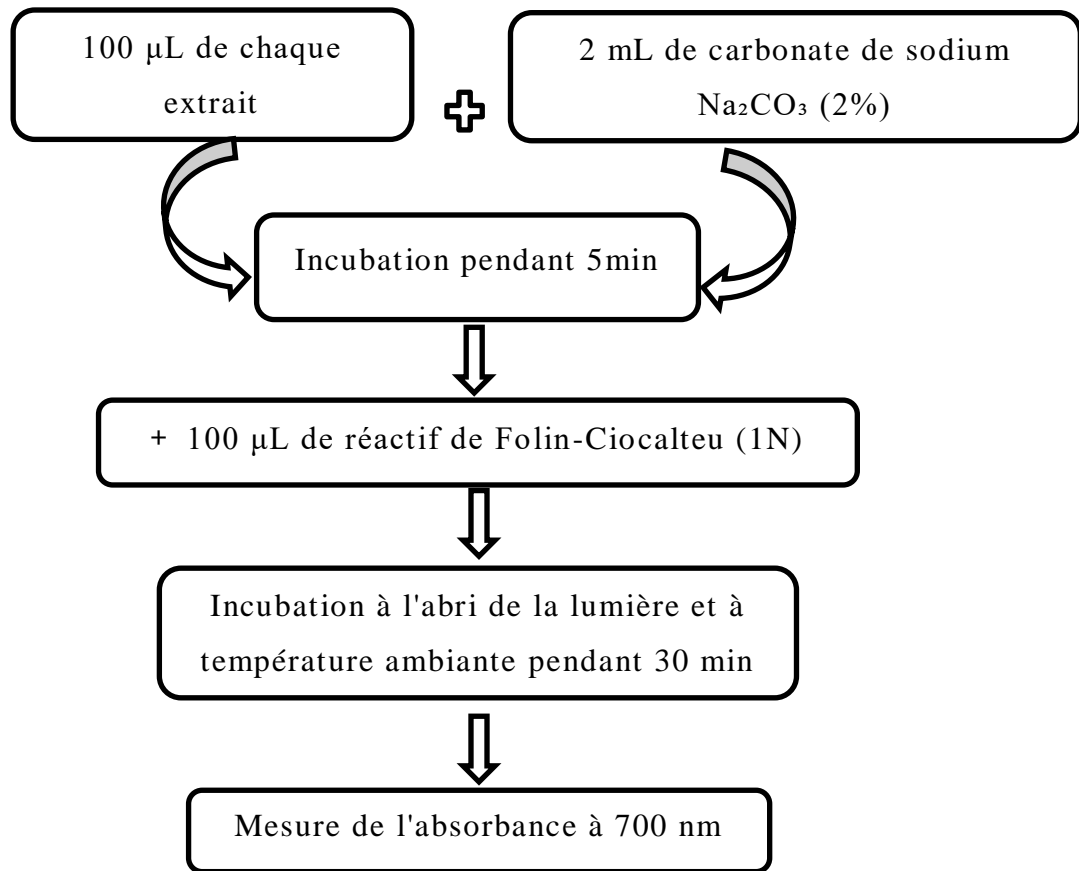 100 µL de chaque
extrait
2 mL de carbonate de sodium
Na₂CO₃ (2%)
Incubation pendant 5min
+ 100 µL de réactif de Folin-Ciocalteu (1N)
Incubation à l'abri de la lumière et à
température ambiante pendant 30 min
Mesure de l'absorbance à 700 nm